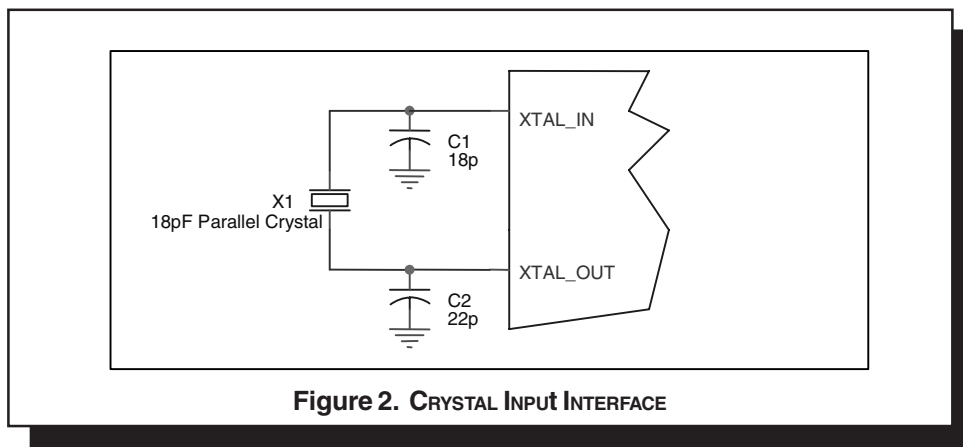 XTAL_IN
C1
18p
X1
18pF Parallel Crystal
XTAL_OUT
C2
22p
Figure 2. CRYSTAL INPUt INTERFACE